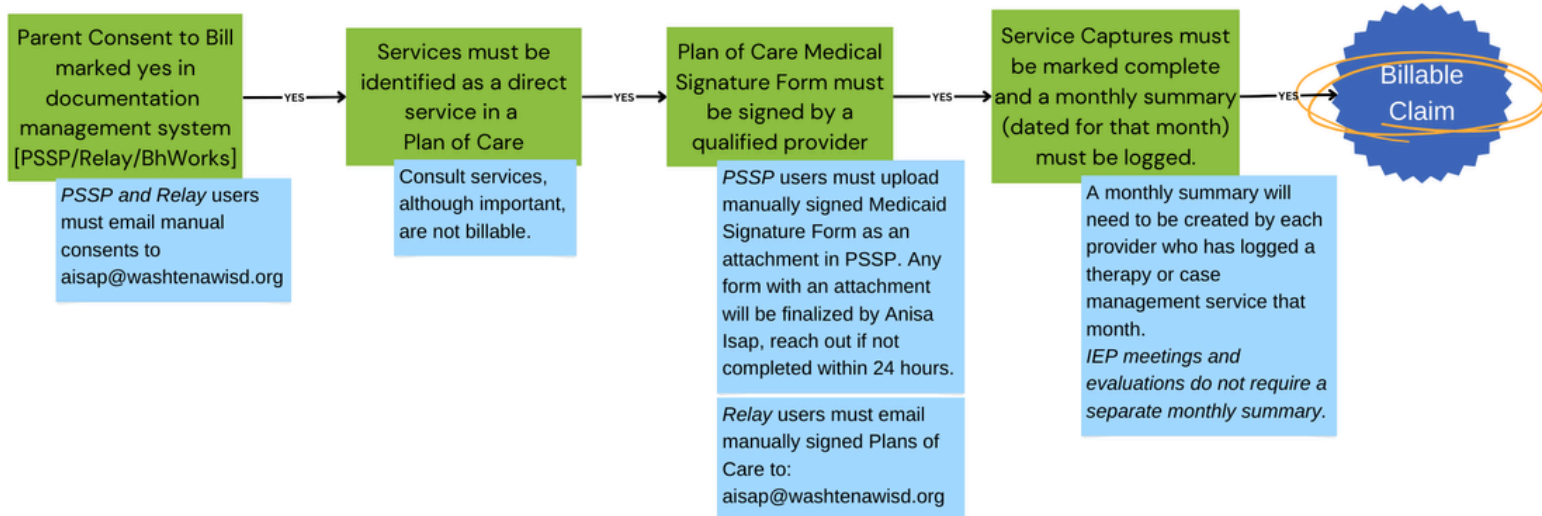 Parent Consent to Bill
marked yes in
documentation
management system
[PSSP/Relay/BhWorks]
PSSP and Relay users
must email manual
consents to
aisap@washtenawisd.org
YES
Services must be
identified as a direct
service in a
Plan of Care
Consult services,
although important,
are not billable.
YES
Plan of Care Medical
Signature Form must
be signed by a
qualified provider
PSSP users must upload
manually signed Medicaid
Signature Form as an
attachment in PSSP. Any
form with an attachment
will be finalized by Anisa
Isap, reach out if not
completed within 24 hours.
Relay users must email
manually signed Plans of
Care to:
aisap@washtenawisd.org
YES
Service Captures must
be marked complete
and a monthly summary
(dated for that month)
must be logged.
A monthly summary will
need to be created by each
provider who has logged a
therapy or case
management service that
month.
IEP meetings and
evaluations do not require a
separate monthly summary.
YES
Billable
Claim